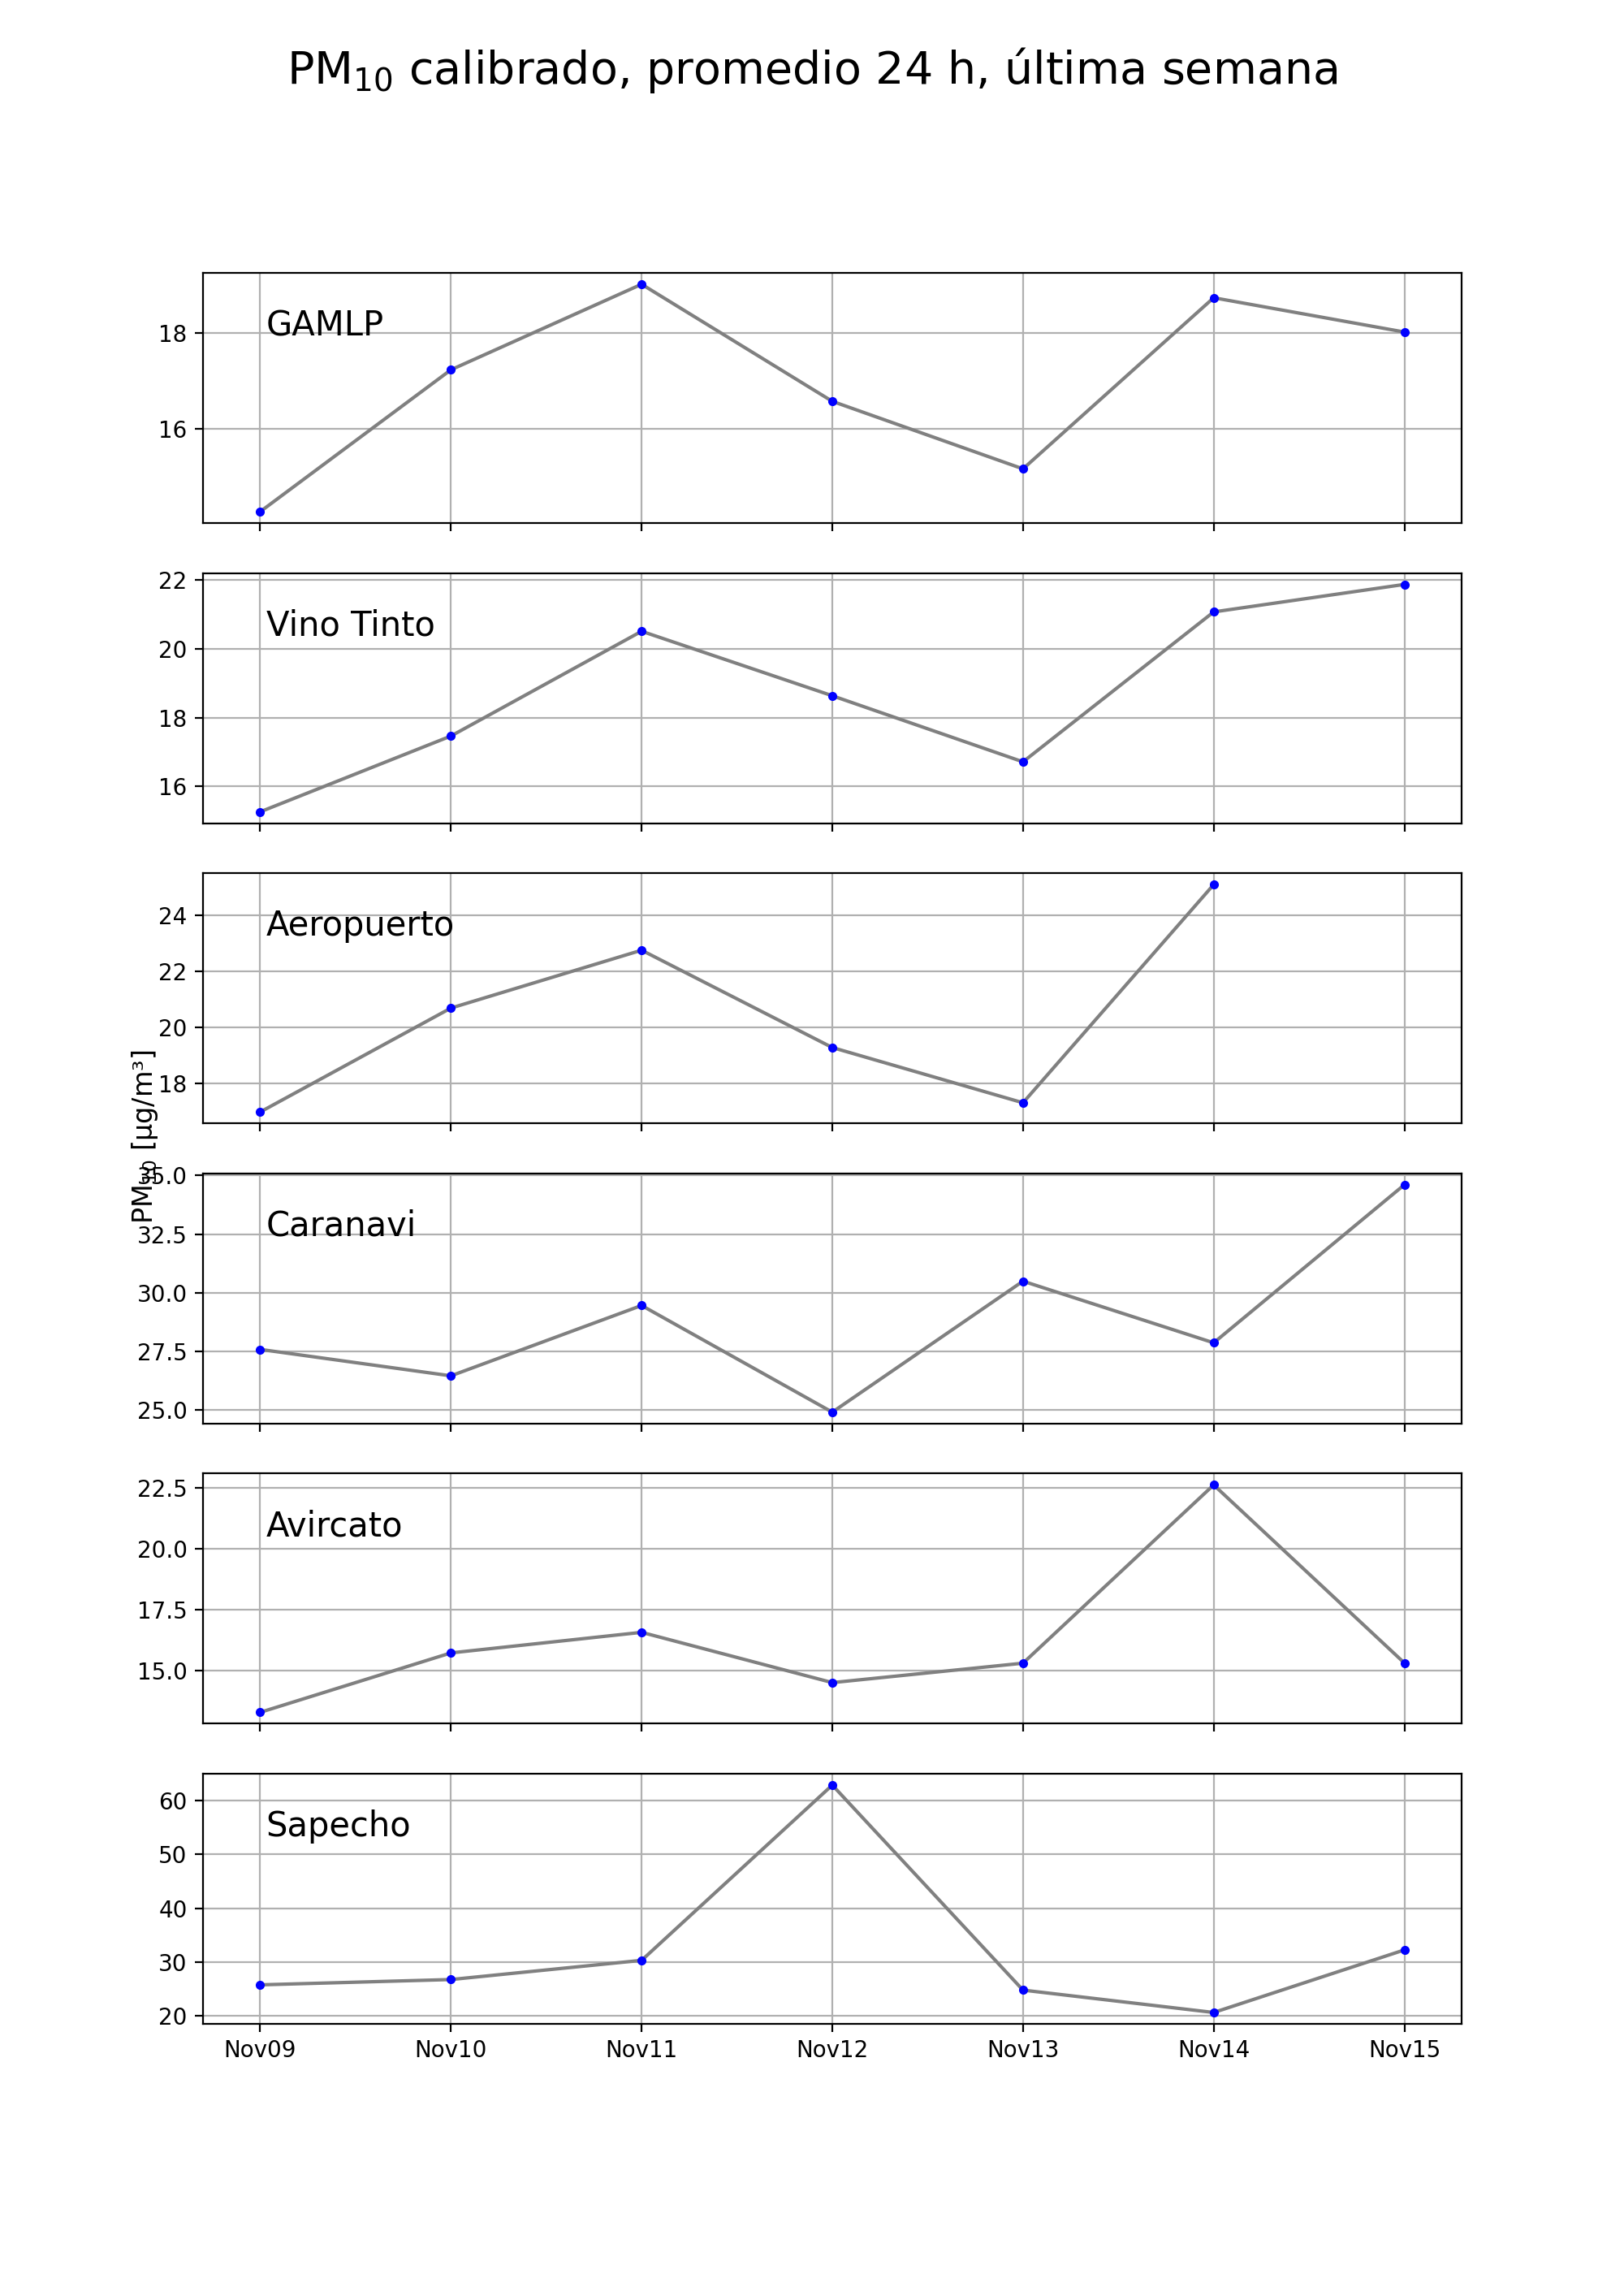 PM₁₀ calibrado, promedio 24 h, última semana
GAMLP
18
16
Vino Tinto
22
20
18
16
Aeropuerto
24
22
20
18
PM₁₀ [µg/m³]
Caranavi
35.0
32.5
30.0
27.5
25.0
Avircato
22.5
20.0
17.5
15.0
Sapecho
60
50
40
30
20
Nov09 Nov10 Nov11 Nov12 Nov13 Nov14 Nov15